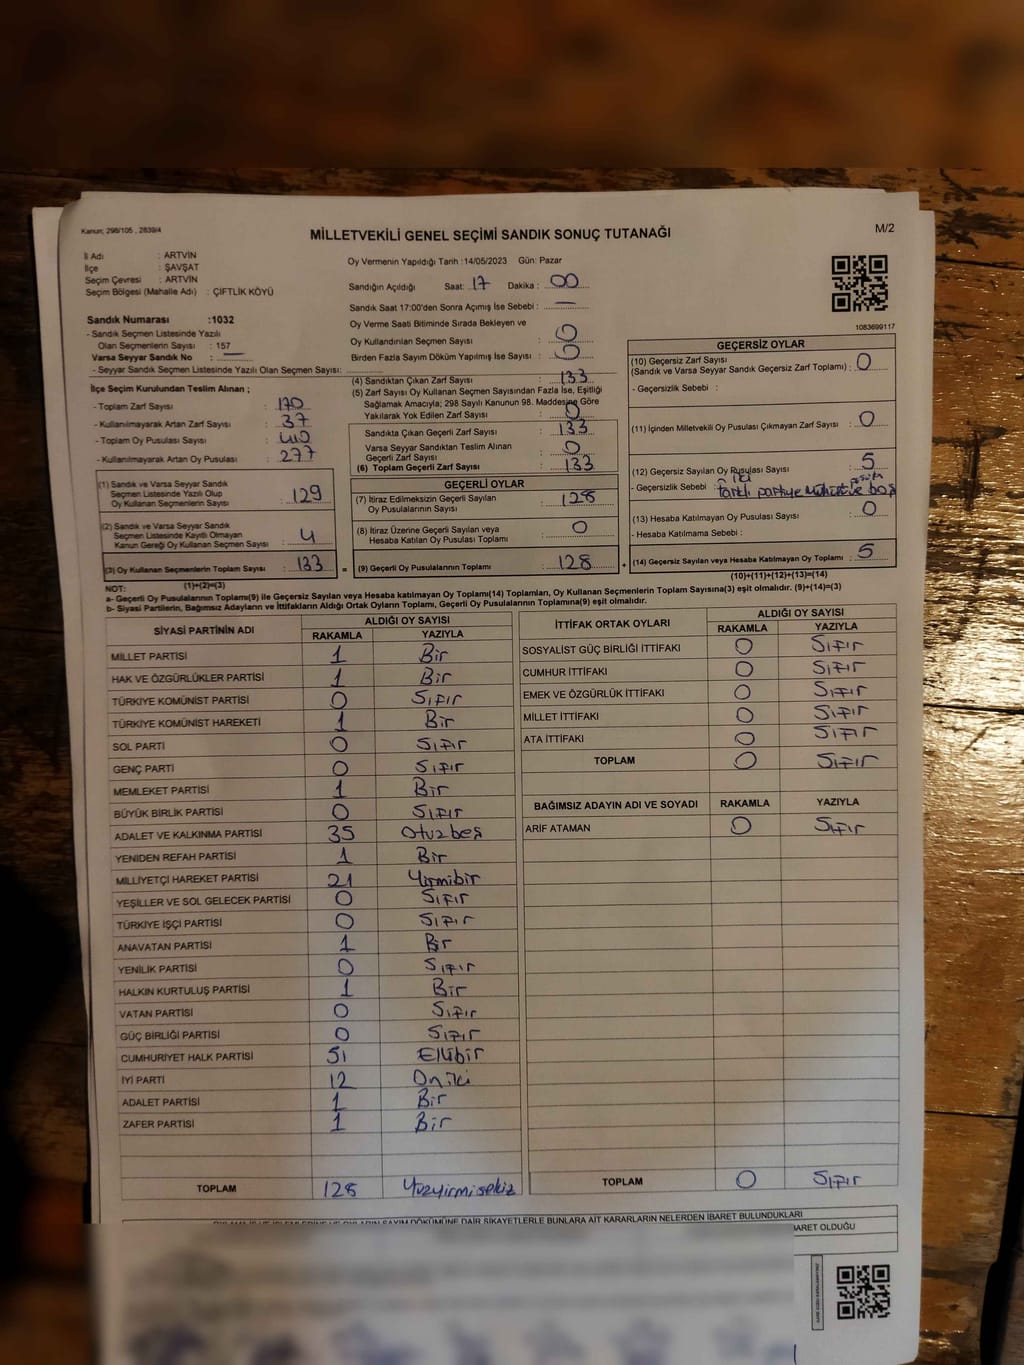 Kanun; 298/105 , 2839/4
MİLLETVEKİLİ GENEL SEÇİMİ SANDIK SONUÇ TUTANAĞI
M/2
İl Adı : ARTVİN
İlçe : ŞAVŞAT
Seçim Çevresi : ARTVİN
Seçim Bölgesi (Mahalle Adı) : ÇİFTLİK KÖYÜ
Sandık Numarası :1032
- Sandık Seçmen Listesinde Yazılı
Olan Seçmenlerin Sayısı : 157
Varsa Seyyar Sandık No : —
- Seyyar Sandık Seçmen Listesinde Yazılı Olan Seçmen Sayısı:
İlçe Seçim Kurulundan Teslim Alınan ;
- Toplam Zarf Sayısı : 170
- Kullanılmayarak Artan Zarf Sayısı : 37
- Toplam Oy Pusulası Sayısı : 410
- Kullanılmayarak Artan Oy Pusulası : 277
(1) Sandık ve Varsa Seyyar Sandık
Seçmen Listesinde Yazılı Olup
Oy Kullanan Seçmenlerin Sayısı : 129
(2) Sandık ve Varsa Seyyar Sandık
Seçmen Listesinde Kayıtlı Olmayan
Kanun Gereği Oy Kullanan Seçmen Sayısı : 4
(3) Oy Kullanan Seçmenlerin Toplam Sayısı : 133
(1)+(2)=(3)
Oy Vermenin Yapıldığı Tarih :14/05/2023 Gün: Pazar
Sandığın Açıldığı Saat: 17 Dakika : 00
Sandık Saat 17:00'den Sonra Açımış İse Sebebi : —
Oy Verme Saati Bitiminde Sırada Bekleyen ve
Oy Kullandırılan Seçmen Sayısı : 0
Birden Fazla Sayım Döküm Yapılmış İse Sayısı : 0
(4) Sandıktan Çıkan Zarf Sayısı : 133
(5) Zarf Sayısı Oy Kullanan Seçmen Sayısından Fazla İse, Eşitliği
Sağlamak Amacıyla; 298 Sayılı Kanunun 98. Maddesine Göre
Yakılarak Yok Edilen Zarf Sayısı : 0
Sandıkta Çıkan Geçerli Zarf Sayısı : 133
Varsa Seyyar Sandıktan Teslim Alınan
Geçerli Zarf Sayısı : 0
(6) Toplam Geçerli Zarf Sayısı : 133
GEÇERLİ OYLAR
(7) İtiraz Edilmeksizin Geçerli Sayılan
Oy Pusulalarının Sayısı : 128
(8) İtiraz Üzerine Geçerli Sayılan veya
Hesaba Katılan Oy Pusulası Toplamı : 0
= (9) Geçerli Oy Pusulalarının Toplamı : 128 +
1083699117
GEÇERSİZ OYLAR
(10) Geçersiz Zarf Sayısı
(Sandık ve Varsa Seyyar Sandık Geçersiz Zarf Toplamı) : 0
- Geçersizlik Sebebi :
(11) İçinden Milletvekili Oy Pusulası Çıkmayan Zarf Sayısı : 0
(12) Geçersiz Sayılan Oy Pusulası Sayısı : 5
- Geçersizlik Sebebi : iki farklı partiye mühür ve boş pusula
(13) Hesaba Katılmayan Oy Pusulası Sayısı : 0
- Hesaba Katılmama Sebebi :
(14) Geçersiz Sayılan veya Hesaba Katılmayan Oy Toplamı : 5
(10)+(11)+(12)+(13)=(14)
NOT:
a- Geçerli Oy Pusulalarının Toplamı(9) ile Geçersiz Sayılan veya Hesaba katılmayan Oy Toplamı(14) Toplamları, Oy Kullanan Seçmenlerin Toplam Sayısına(3) eşit olmalıdır. (9)+(14)=(3)
b- Siyasi Partilerin, Bağımsız Adayların ve İttifakların Aldığı Ortak Oyların Toplamı, Geçerli Oy Pusulalarının Toplamına(9) eşit olmalıdır.
SİYASİ PARTİNİN ADI ALDIĞI OY SAYISI
RAKAMLA YAZIYLA
MİLLET PARTİSİ 1 Bir
HAK VE ÖZGÜRLÜKLER PARTİSİ 1 Bir
TÜRKİYE KOMÜNİST PARTİSİ 0 Sıfır
TÜRKİYE KOMÜNİST HAREKETİ 1 Bir
SOL PARTİ 0 Sıfır
GENÇ PARTİ 0 Sıfır
MEMLEKET PARTİSİ 1 Bir
BÜYÜK BİRLİK PARTİSİ 0 Sıfır
ADALET VE KALKINMA PARTİSİ 35 Otuzbeş
YENİDEN REFAH PARTİSİ 1 Bir
MİLLİYETÇİ HAREKET PARTİSİ 21 Yirmibir
YEŞİLLER VE SOL GELECEK PARTİSİ 0 Sıfır
TÜRKİYE İŞÇİ PARTİSİ 0 Sıfır
ANAVATAN PARTİSİ 1 Bir
YENİLİK PARTİSİ 0 Sıfır
HALKIN KURTULUŞ PARTİSİ 1 Bir
VATAN PARTİSİ 0 Sıfır
GÜÇ BİRLİĞİ PARTİSİ 0 Sıfır
CUMHURİYET HALK PARTİSİ 51 Ellibir
İYİ PARTİ 12 Oniki
ADALET PARTİSİ 1 Bir
ZAFER PARTİSİ 1 Bir
TOPLAM 128 Yüzyirmisekiz
İTTİFAK ORTAK OYLARI ALDIĞI OY SAYISI
RAKAMLA YAZIYLA
SOSYALİST GÜÇ BİRLİĞİ İTTİFAKI 0 Sıfır
CUMHUR İTTİFAKI 0 Sıfır
EMEK VE ÖZGÜRLÜK İTTİFAKI 0 Sıfır
MİLLET İTTİFAKI 0 Sıfır
ATA İTTİFAKI 0 Sıfır
TOPLAM 0 Sıfır
BAĞIMSIZ ADAYIN ADI VE SOYADI RAKAMLA YAZIYLA
ARİF ATAMAN 0 Sıfır
TOPLAM 0 Sıfır
DÖKÜMÜNE DAİR ŞİKAYETLERLE BUNLARA AİT KARARLARIN NELERDEN İBARET BULUNDUKLARI
İBARET OLDUĞU